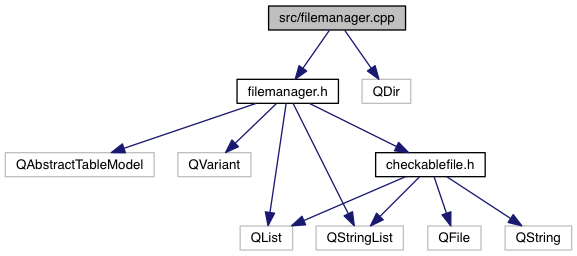 src/filemanager.cpp
filemanager.h
QDir
QAbstractTableModel
QVariant
checkablefile.h
QList
QStringList
QFile
QString